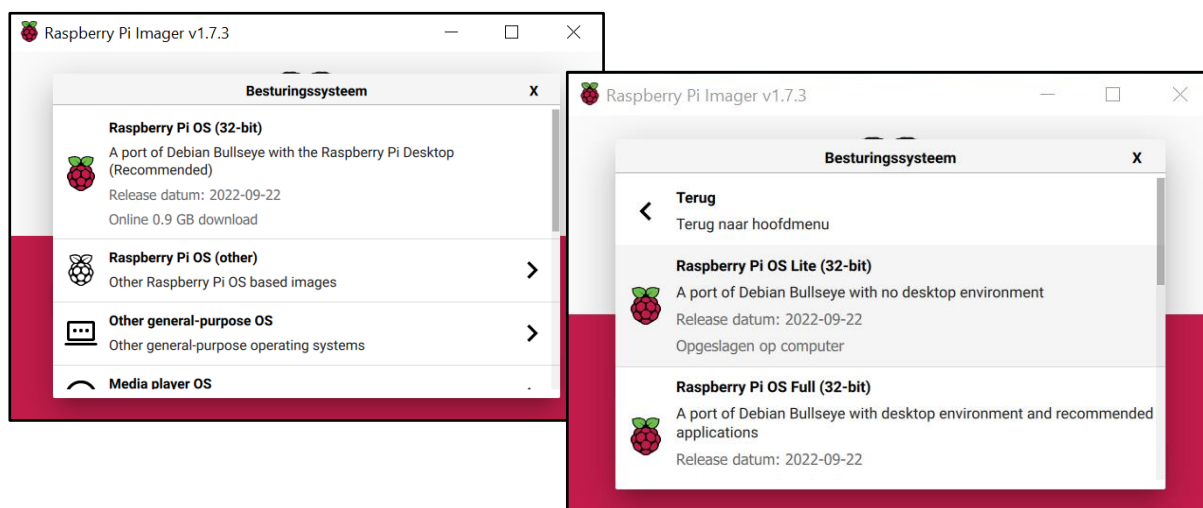 Raspberry Pi Imager v1.7.3
Besturingssysteem X
Raspberry Pi OS (32-bit)
A port of Debian Bullseye with the Raspberry Pi Desktop
(Recommended)
Release datum: 2022-09-22
Online 0.9 GB download
Raspberry Pi OS (other)
Other Raspberry Pi OS based images
Other general-purpose OS
Other general-purpose operating systems
Media player OS
Raspberry Pi Imager v1.7.3
Besturingssysteem X
Terug
Terug naar hoofdmenu
Raspberry Pi OS Lite (32-bit)
A port of Debian Bullseye with no desktop environment
Release datum: 2022-09-22
Opgeslagen op computer
Raspberry Pi OS Full (32-bit)
A port of Debian Bullseye with desktop environment and recommended
applications
Release datum: 2022-09-22